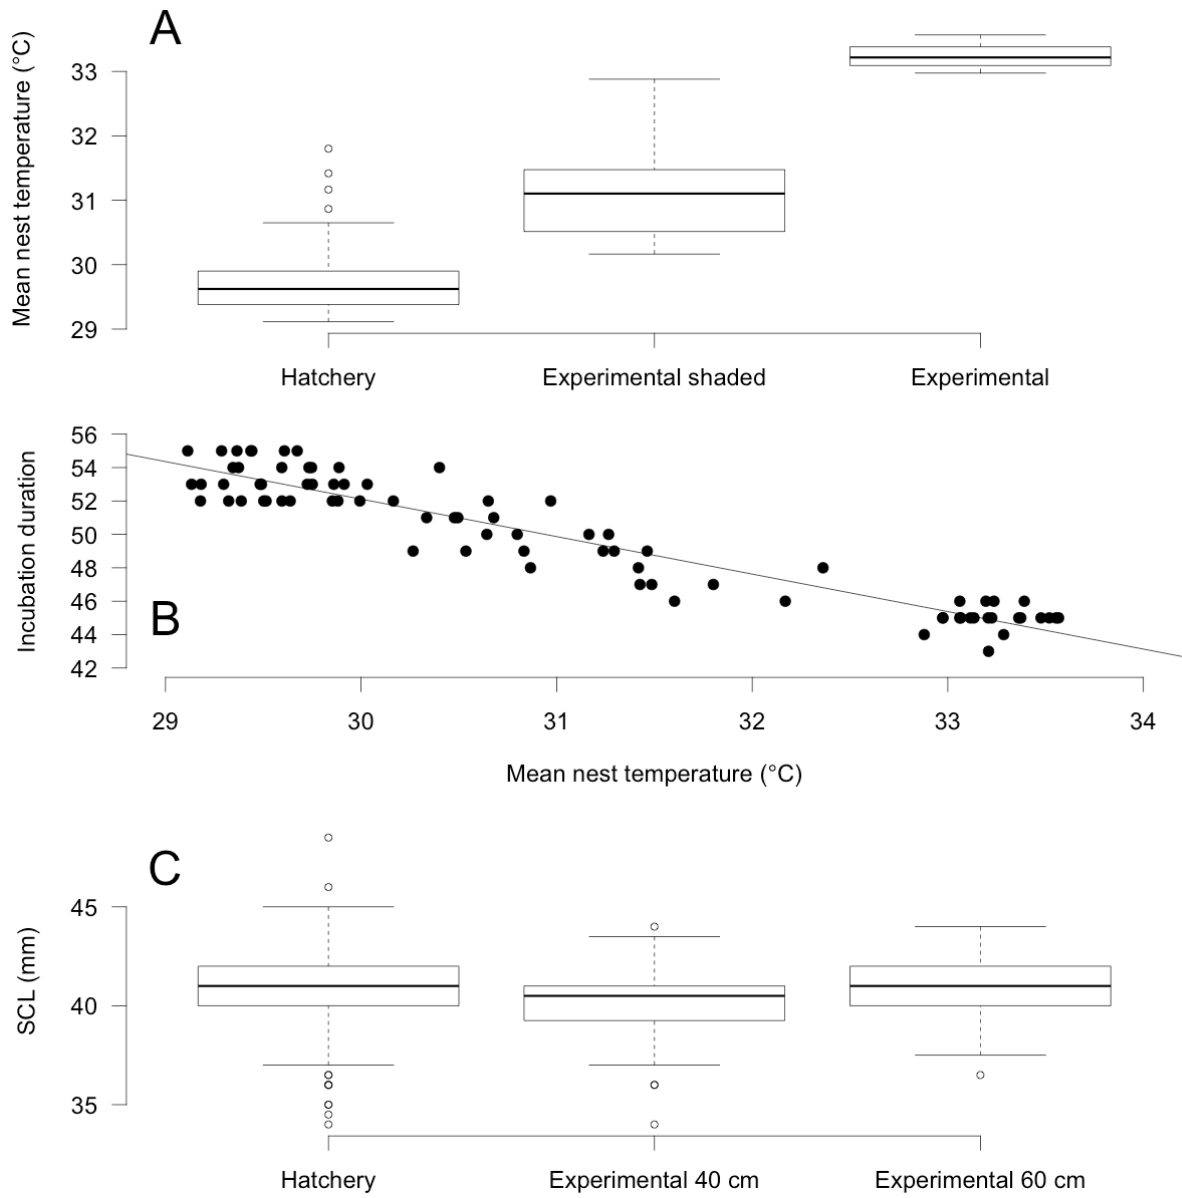 A
Mean nest temperature (°C)
33
32
31
30
29
Hatchery
Experimental shaded
Experimental
Incubation duration
56
54
52
50
48
46
44
42
B
29
30
31
32
33
34
Mean nest temperature (°C)
C
SCL (mm)
45
40
35
Hatchery
Experimental 40 cm
Experimental 60 cm